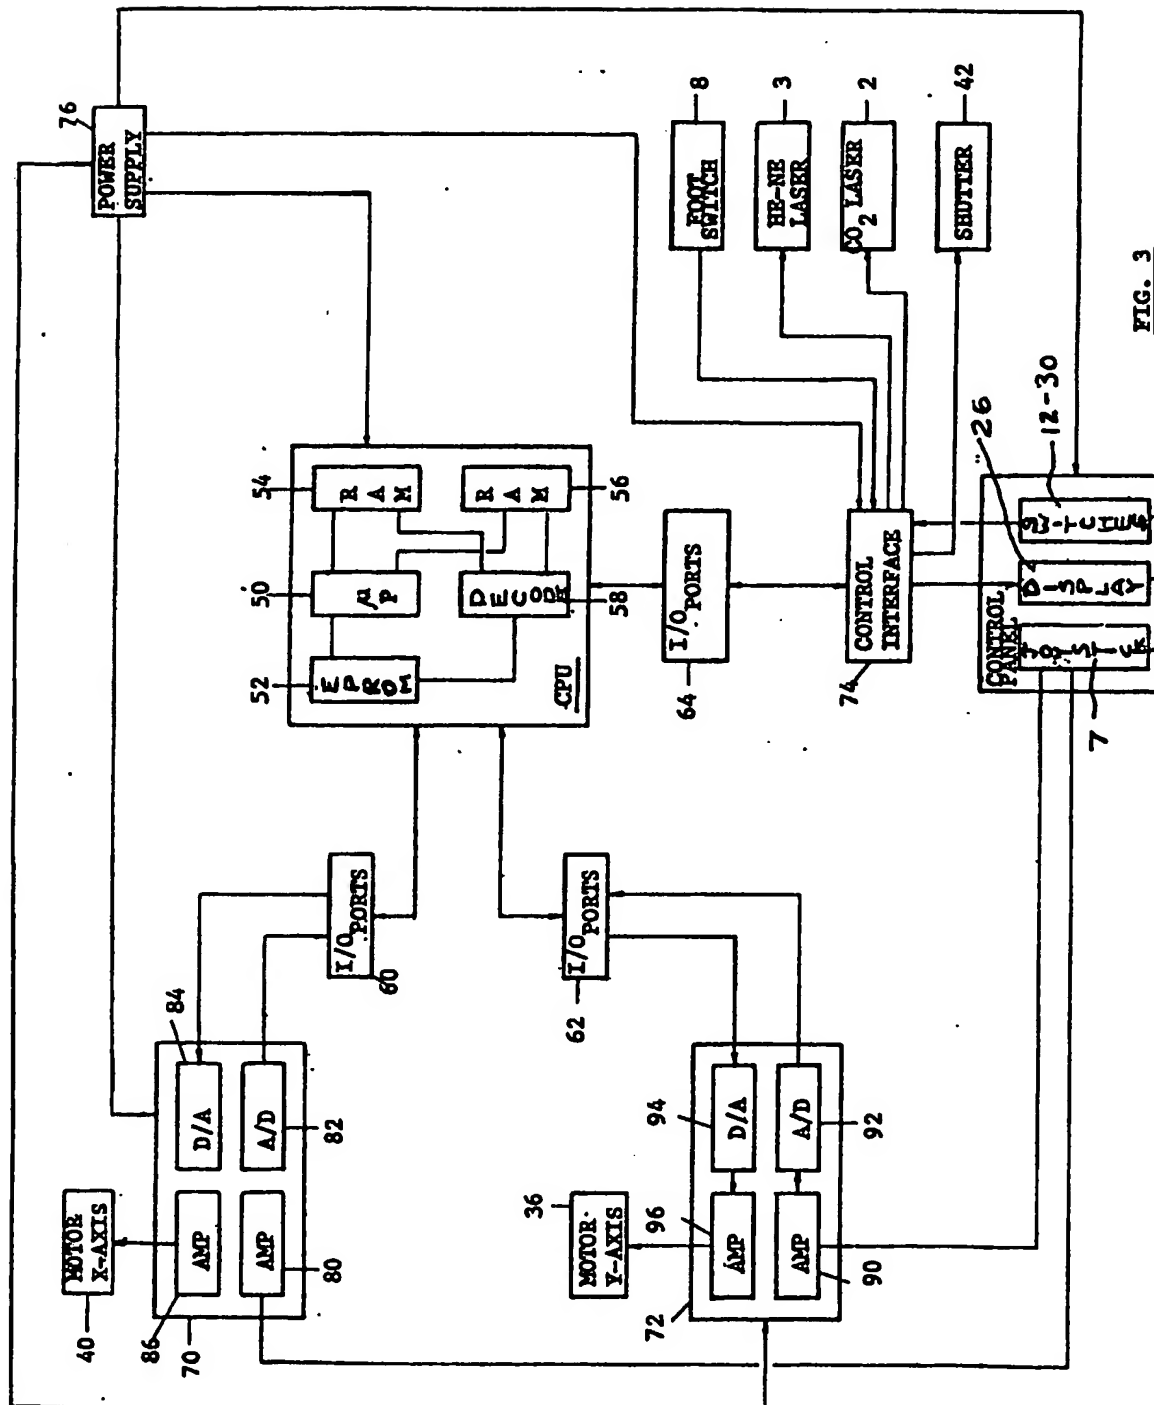 76
POWER
SUPPLY
FOOT
SWITCH
8
HE-NE
LASER
3
CO2 LASER
2
SHUTTER
42
54
RAM
RAM
56
50
μP
DECODE
58
52
EPROM
CPU
I/O PORTS
64
CONTROL
INTERFACE
74
12-30
26
SWITCHES
DISPLAY
JOYSTICK
CONTROL
PANEL
7
I/O PORTS
60
I/O PORTS
62
84
D/A
A/D
82
MOTOR
X-AXIS
40
AMP
86
AMP
80
70
94
D/A
A/D
92
36
MOTOR
Y-AXIS
96
AMP
AMP
90
72
FIG. 3